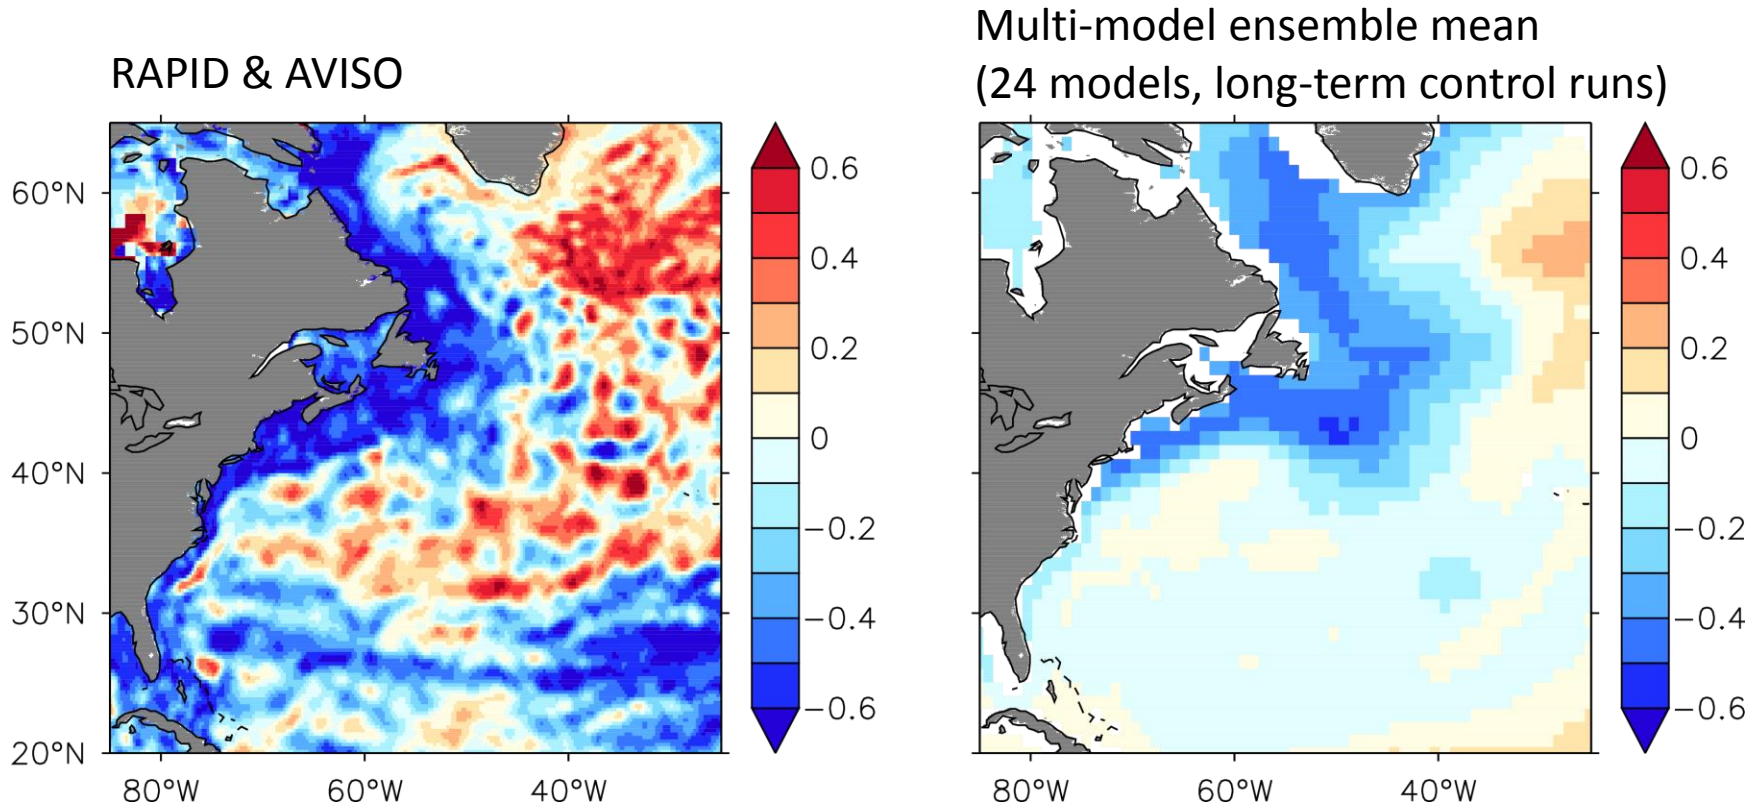 RAPID & AVISO
Multi-model ensemble mean
(24 models, long-term control runs)
60°N
50°N
40°N
30°N
20°N
80°W 60°W 40°W
0.6
0.4
0.2
0
−0.2
−0.4
−0.6
80°W 60°W 40°W
0.6
0.4
0.2
0
−0.2
−0.4
−0.6